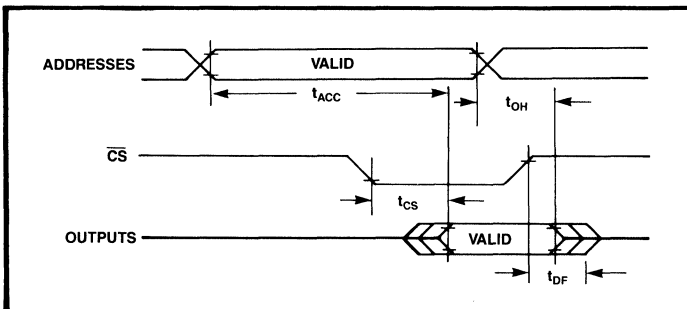 ADDRESSES
VALID
tACC
tOH
CS
tCS
OUTPUTS
VALID
tDF